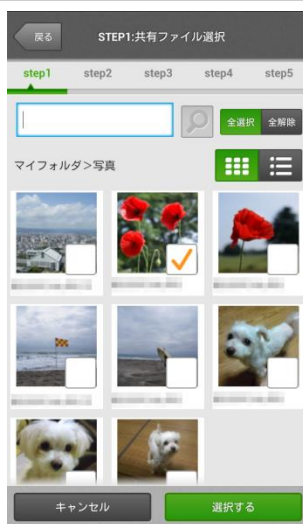 戻る
STEP1:共有ファイル選択
step1
step2
step3
step4
step5
全選択
全解除
マイフォルダ>写真
キャンセル
選択する